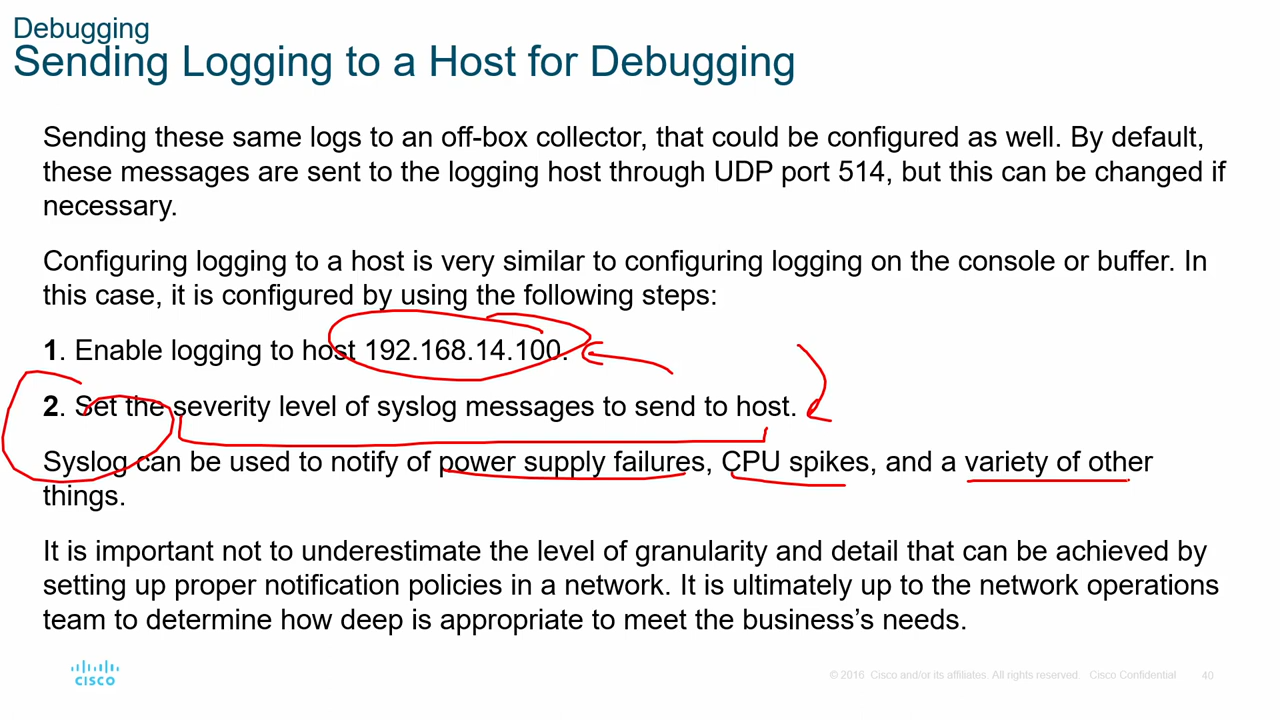 Debugging
Sending Logging to a Host for Debugging
Sending these same logs to an off-box collector, that could be configured as well. By default,
these messages are sent to the logging host through UDP port 514, but this can be changed if
necessary.
Configuring logging to a host is very similar to configuring logging on the console or buffer. In
this case, it is configured by using the following steps:
1. Enable logging to host 192.168.14.100.
2. Set the severity level of syslog messages to send to host.
Syslog can be used to notify of power supply failures, CPU spikes, and a variety of other
things.
It is important not to underestimate the level of granularity and detail that can be achieved by
setting up proper notification policies in a network. It is ultimately up to the network operations
team to determine how deep is appropriate to meet the business’s needs.
CISCO
© 2016 Cisco and/or its affiliates. All rights reserved. Cisco Confidential 40